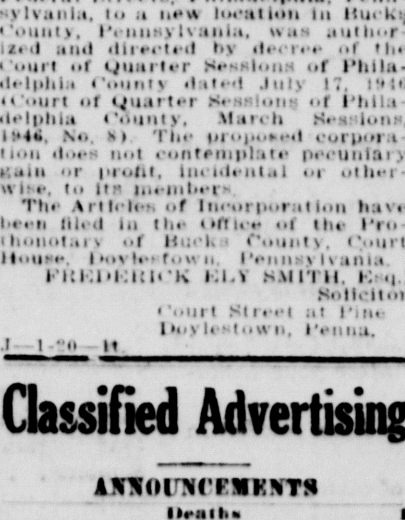 sylvania, to a new location in Bucks
County, Pennsylvania, was author-
ized and directed by decree of the
Court of Quarter Sessions of Phila-
delphia County dated July 17, 1946
(Court of Quarter Sessions of Phila-
delphia County, March Sessions,
1946, No. 8). The proposed corpora-
tion does not contemplate pecuniary
gain or profit, incidental or other-
wise, to its members.
The Articles of Incorporation have
been filed in the Office of the Pro-
thonotary of Bucks County, Court
House, Doylestown, Pennsylvania.
FREDERICK ELY SMITH, Esq.,
Solicitor
Court Street at Pine
Doylestown, Penna.
J—1-20—1t.
Classified Advertising
ANNOUNCEMENTS
Deaths